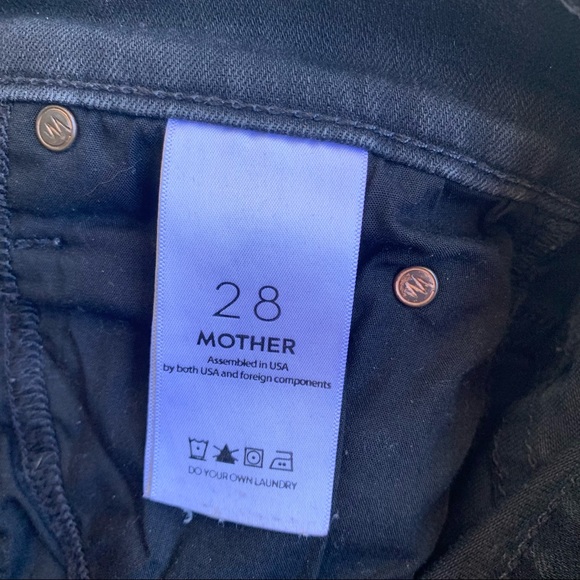 28
MOTHER
Assembled in USA
by both USA and foreign components
DO YOUR OWN LAUNDRY